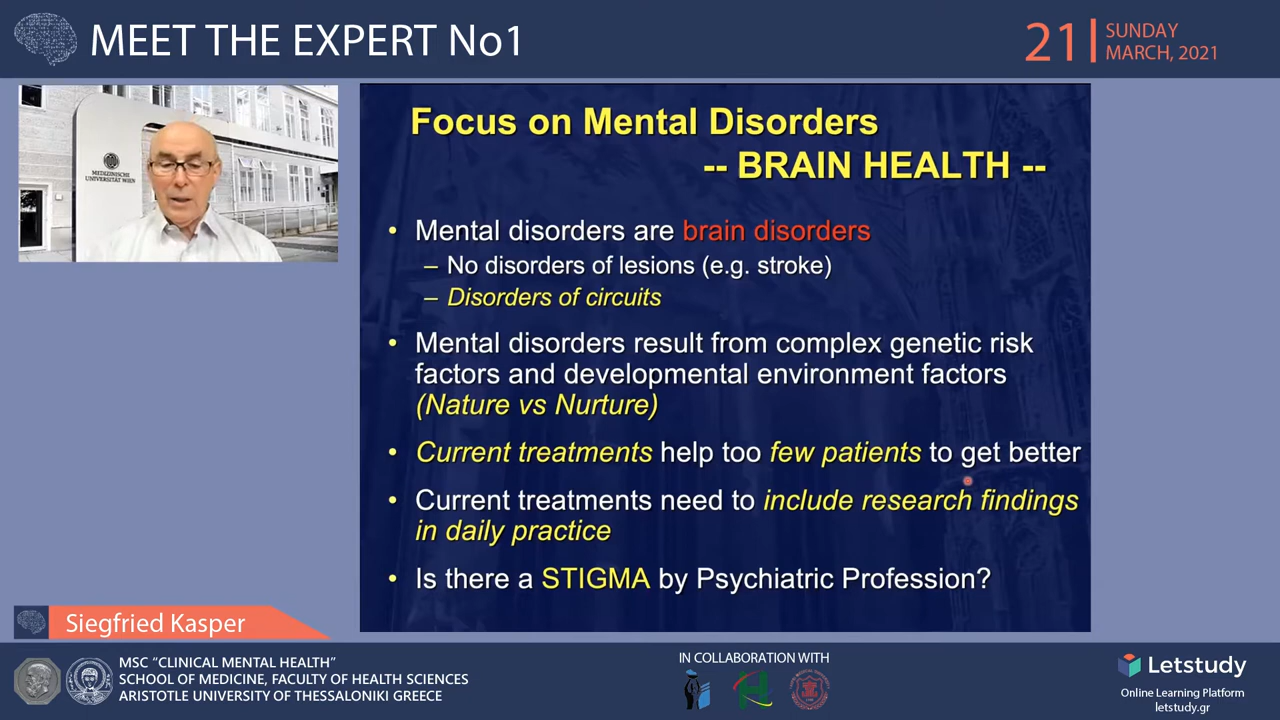 MEET THE EXPERT No1
21
SUNDAY
MARCH, 2021
MEDIZINISCHE
UNIVERSITÄT WIEN
Focus on Mental Disorders
-- BRAIN HEALTH --
• Mental disorders are brain disorders
– No disorders of lesions (e.g. stroke)
– Disorders of circuits
• Mental disorders result from complex genetic risk
factors and developmental environment factors
(Nature vs Nurture)
• Current treatments help too few patients to get better
• Current treatments need to include research findings
in daily practice
• Is there a STIGMA by Psychiatric Profession?
Siegfried Kasper
MSC “CLINICAL MENTAL HEALTH”
SCHOOL OF MEDICINE, FACULTY OF HEALTH SCIENCES
ARISTOTLE UNIVERSITY OF THESSALONIKI GREECE
IN COLLABORATION WITH
Letstudy
Online Learning Platform
letstudy.gr